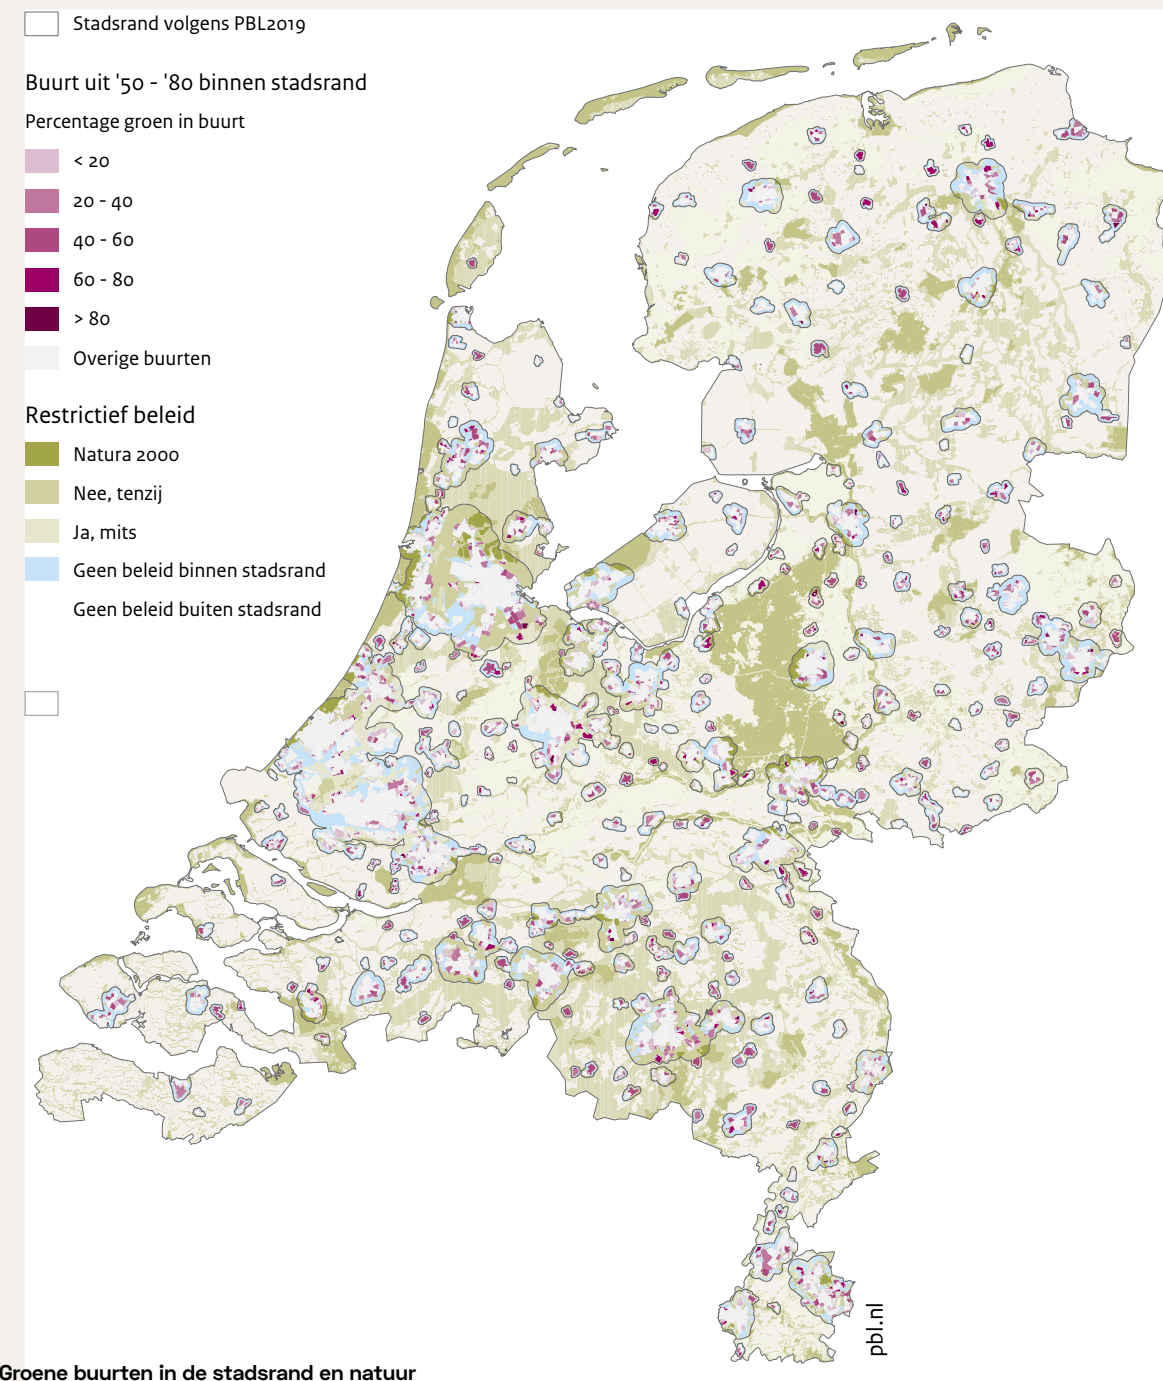 Stadsrand volgens PBL2019
Buurt uit '50 - '80 binnen stadsrand
Percentage groen in buurt
< 20
20 - 40
40 - 60
60 - 80
> 80
Overige buurten
Restrictief beleid
Natura 2000
Nee, tenzij
Ja, mits
Geen beleid binnen stadsrand
Geen beleid buiten stadsrand
pbl.nl
Groene buurten in de stadsrand en natuur